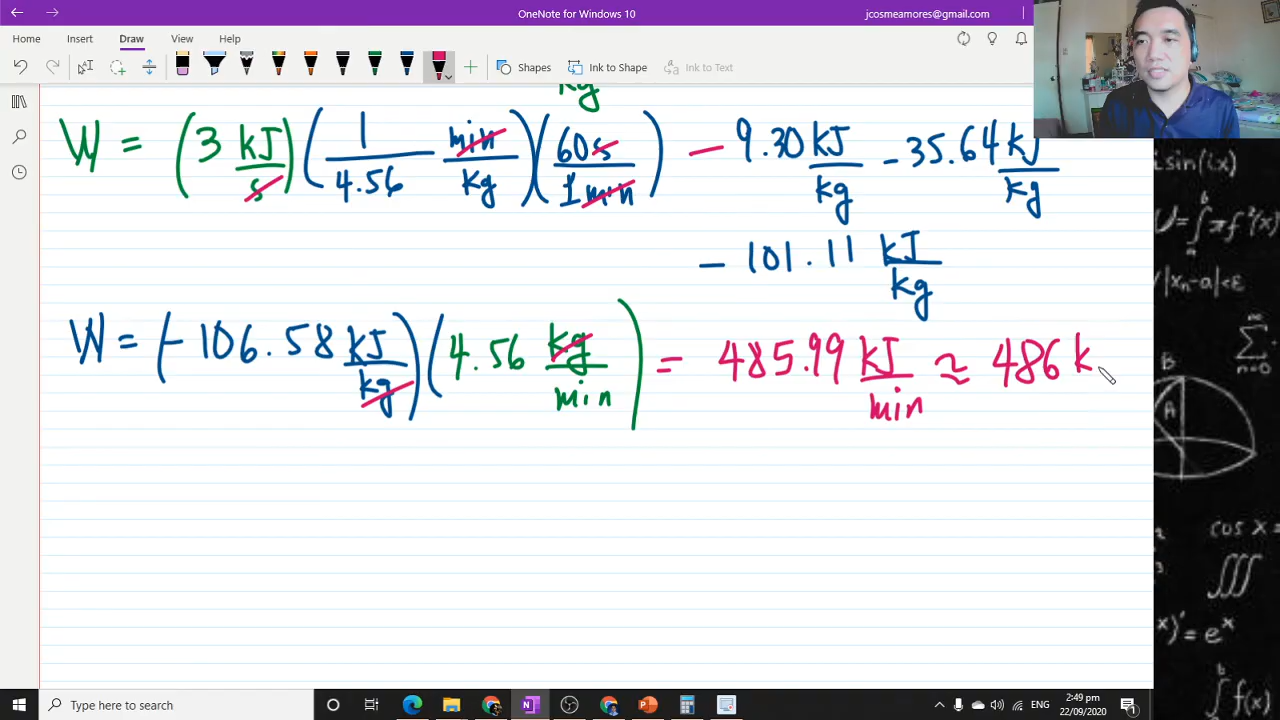 OneNote for Windows 10 jcosmeamores@gmail.com
Home Insert Draw View Help
Shapes Ink to Shape Ink to Text
kg
W = (3 kJ/s)(1/4.56 min/kg)(60s/1min) - 9.30 kJ/kg - 35.64 kJ/kg
- 101.11 kJ/kg
W = (-106.58 kJ/kg)(4.56 kg/min) = 485.99 kJ/min ≃ 486 k
Type here to search
ENG 2:49 pm
22/09/2020
1